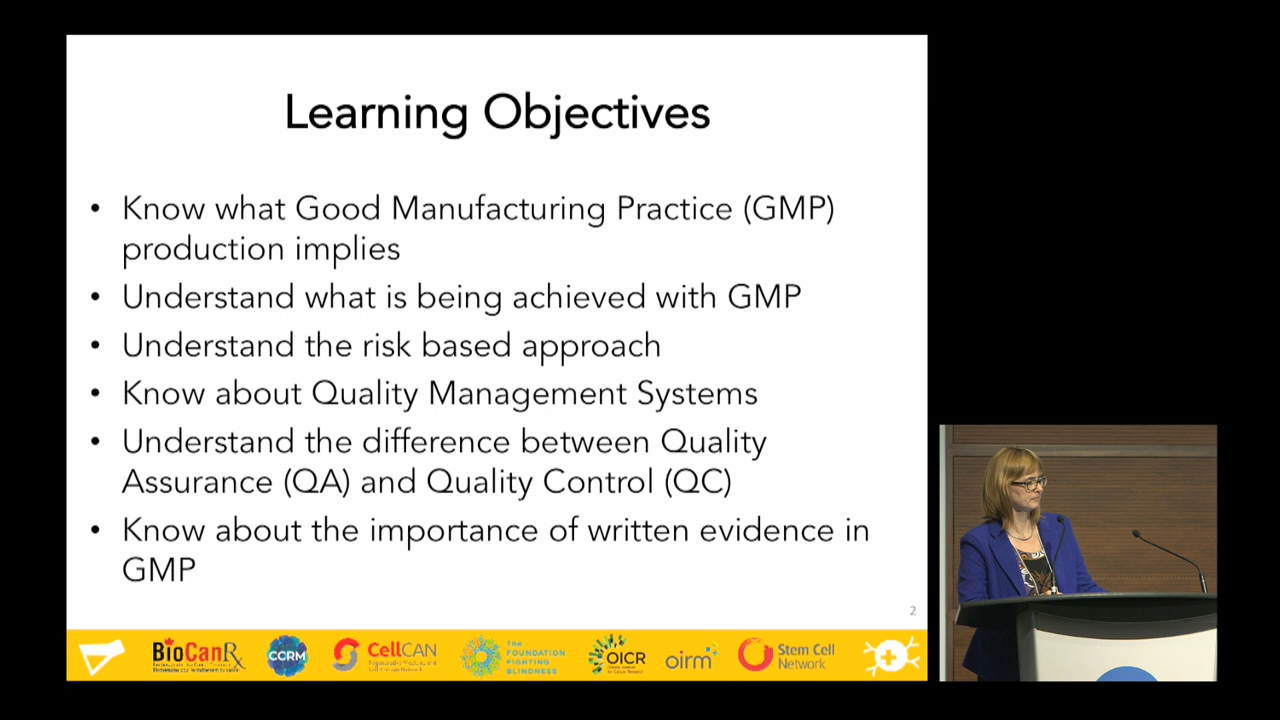 Learning Objectives
• Know what Good Manufacturing Practice (GMP)
production implies
• Understand what is being achieved with GMP
• Understand the risk based approach
• Know about Quality Management Systems
• Understand the difference between Quality
Assurance (QA) and Quality Control (QC)
• Know about the importance of written evidence in
GMP
2
BioCanRx
CCRM
CellCAN
THE
FOUNDATION
FIGHTING
BLINDNESS
OICR
oirm
Stem Cell
Network